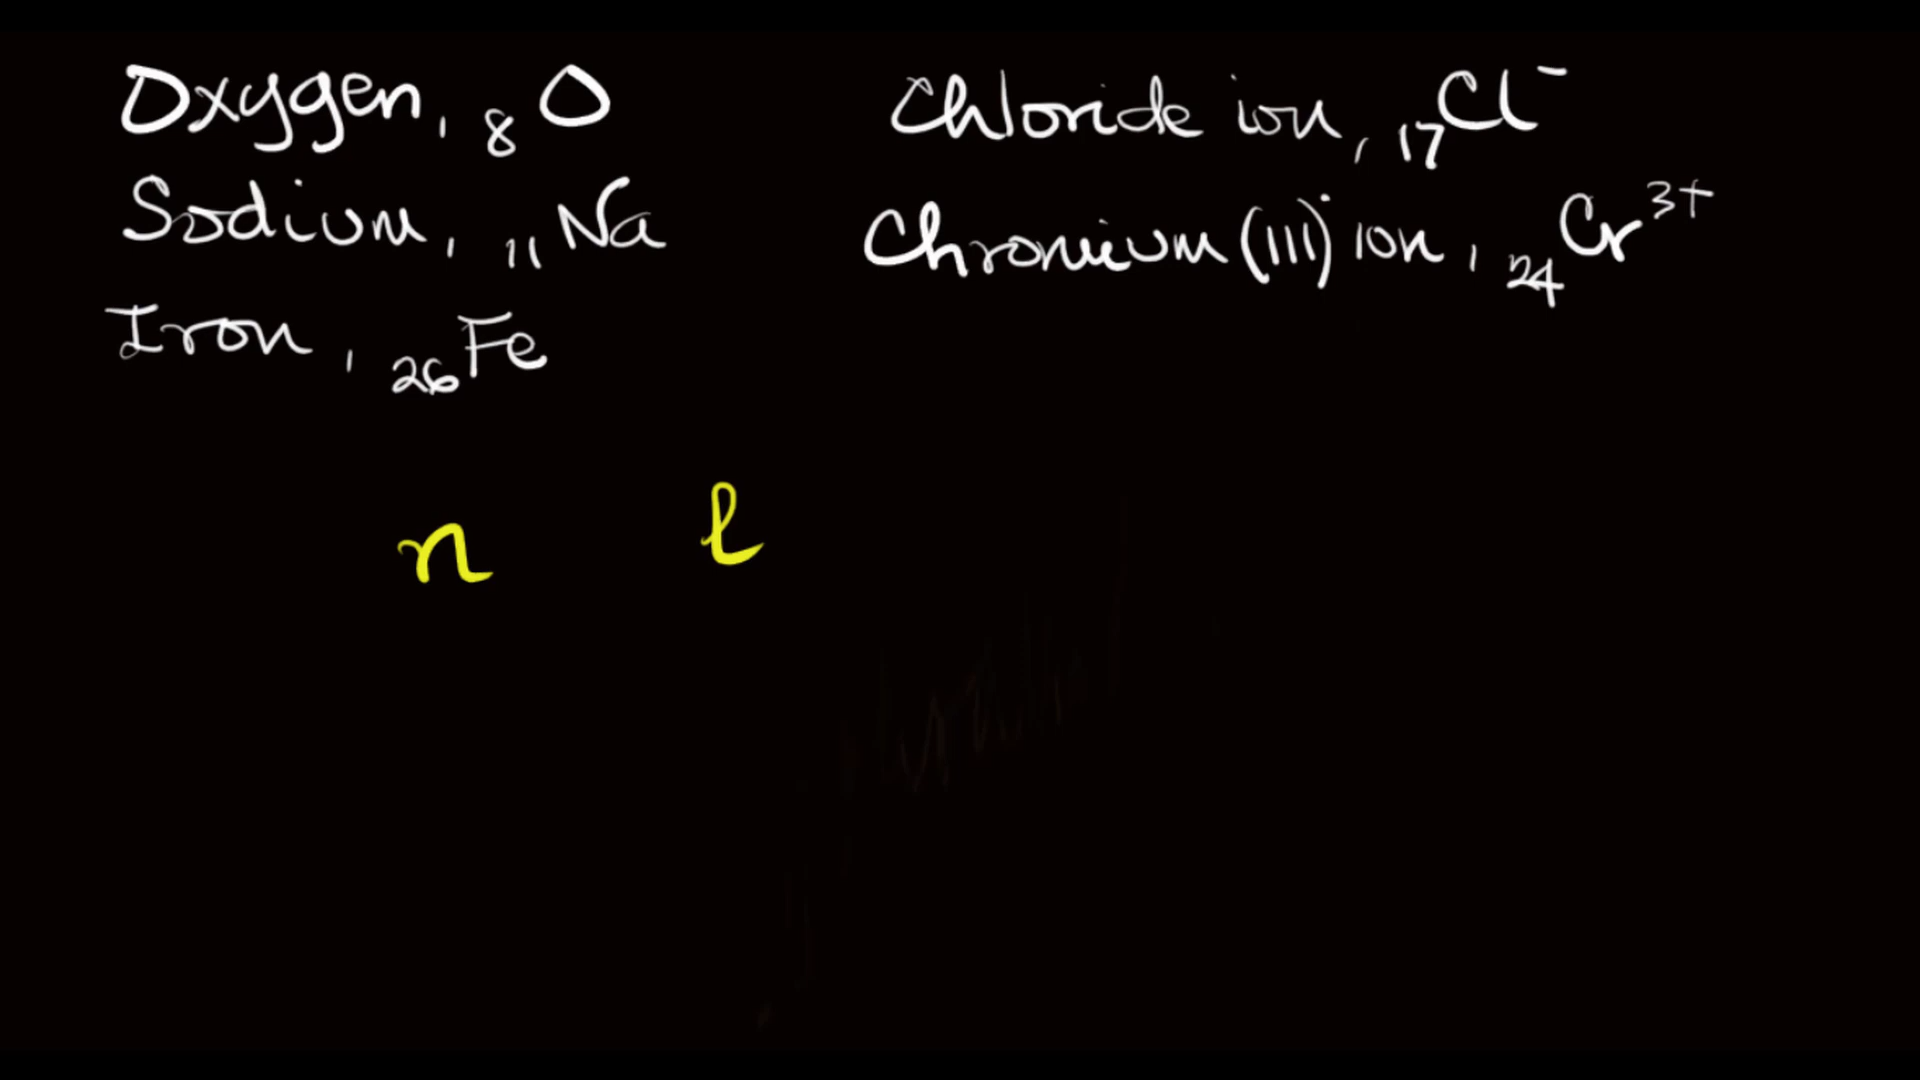 Oxygen, ₈O
Sodium, ₁₁Na
Iron, ₂₆Fe
Chloride ion, ₁₇Cl⁻
Chromium (III) ion, ₂₄Cr³⁺
n l